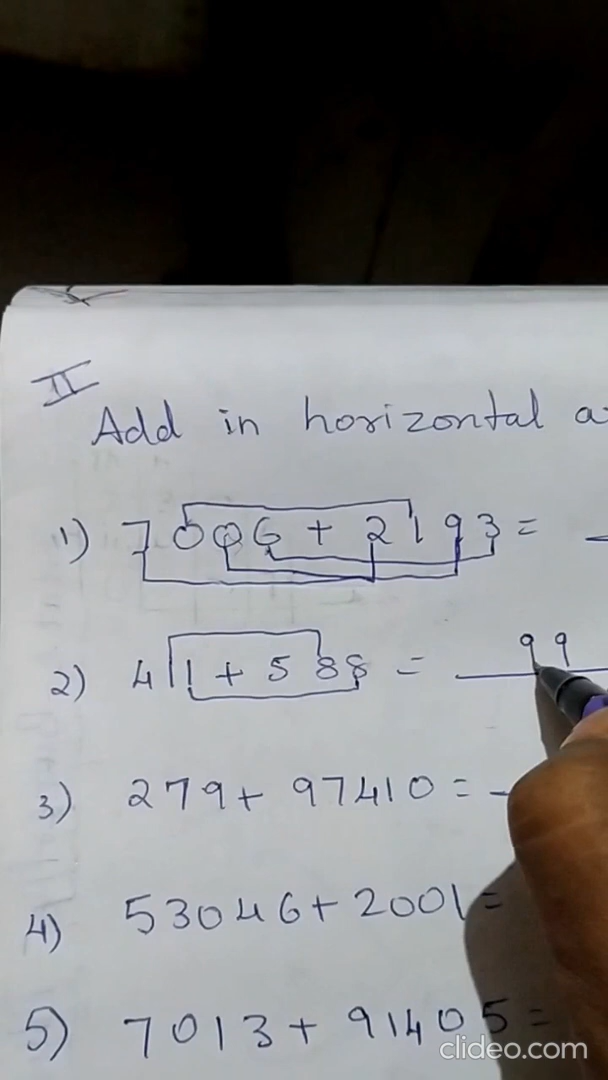 II
Add in horizontal
1) 7006 + 2193 =
2) 411 + 588 = 99
3) 279 + 97410 =
4) 53046 + 2001 =
5) 7013 + 91405 =
clideo.com